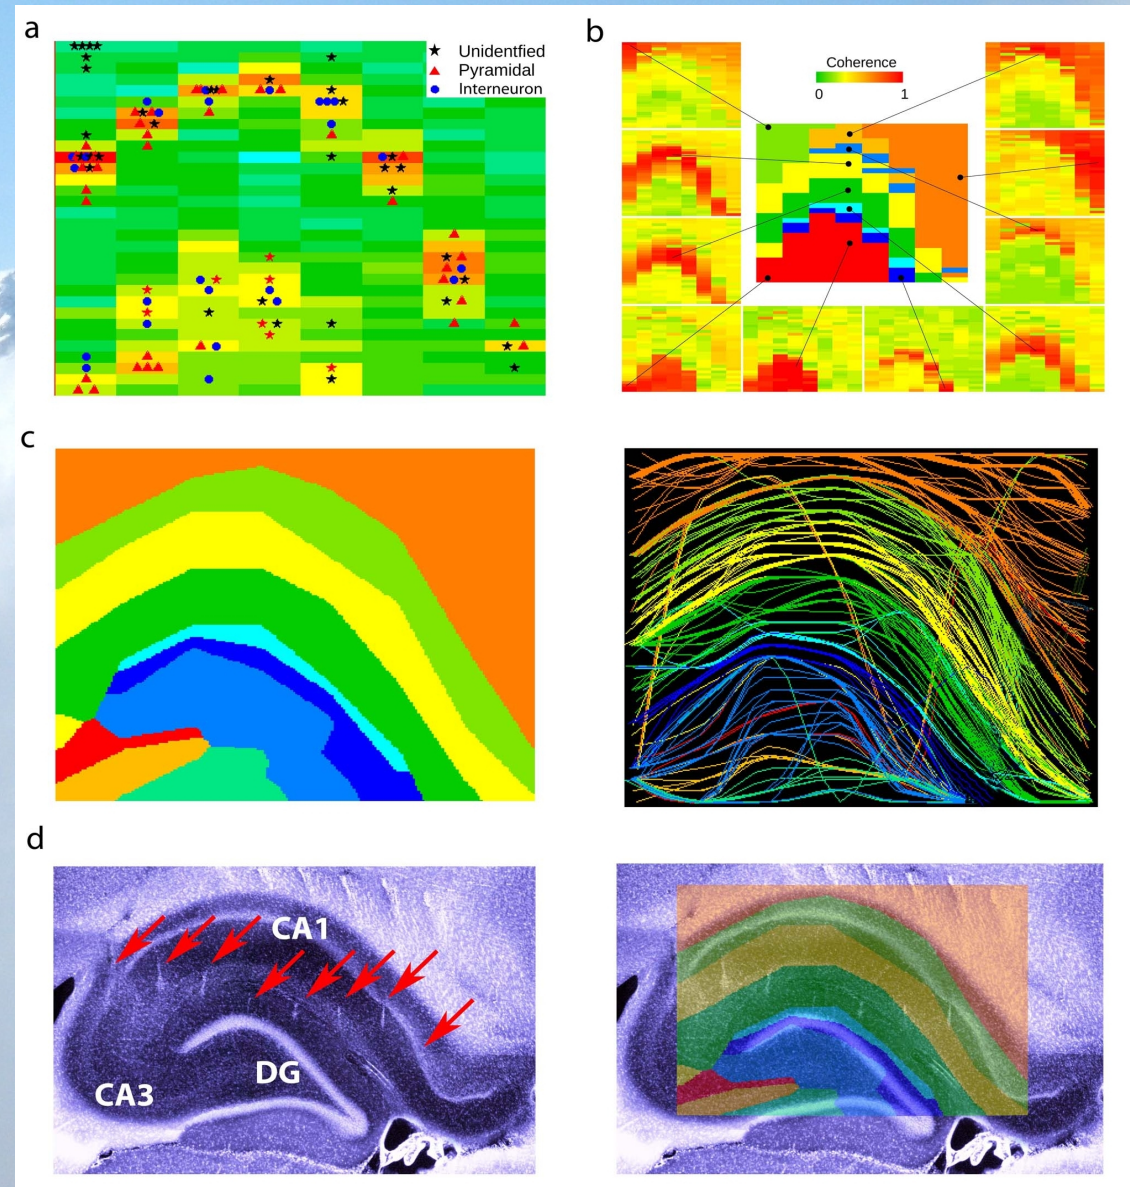 a
Unidentfied
Pyramidal
Interneuron
b
Coherence
0 1
c
d
CA1
DG
CA3